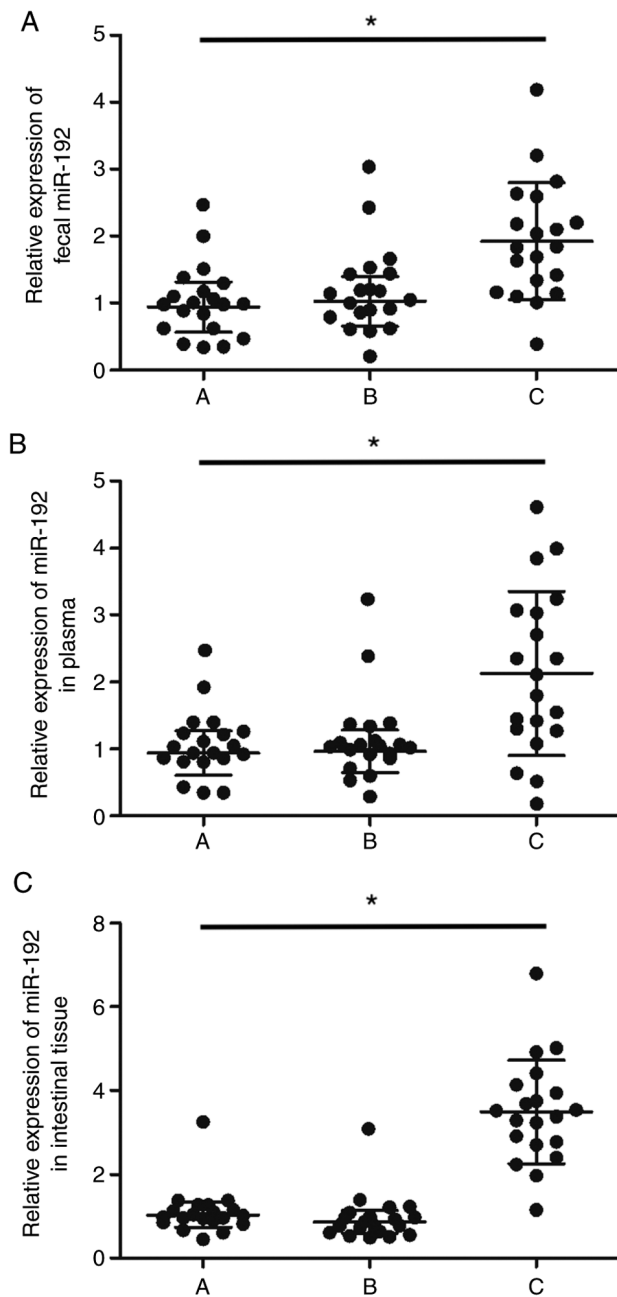 A
*
Relative expression of
fecal miR-192
5
4
3
2
1
0
A B C
B
*
Relative expression of miR-192
in plasma
5
4
3
2
1
0
A B C
C
*
Relative expression of miR-192
in intestinal tissue
8
6
4
2
0
A B C